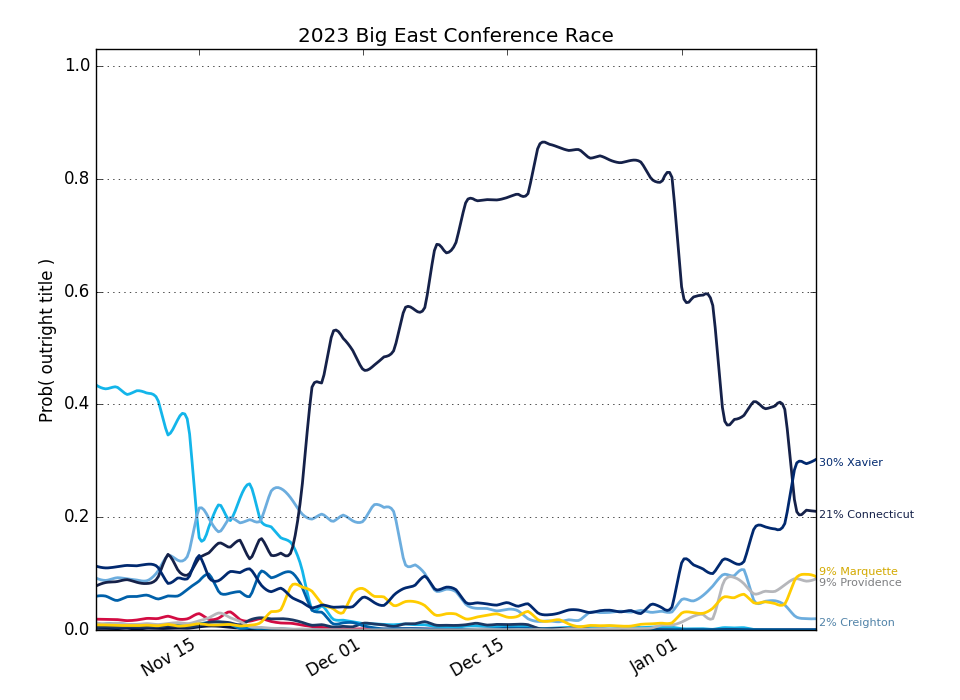 2023 Big East Conference Race
Prob( outright title )
1.0
0.8
0.6
0.4
0.2
0.0
30% Xavier
21% Connecticut
9% Marquette
9% Providence
2% Creighton
Nov 15
Dec 01
Dec 15
Jan 01